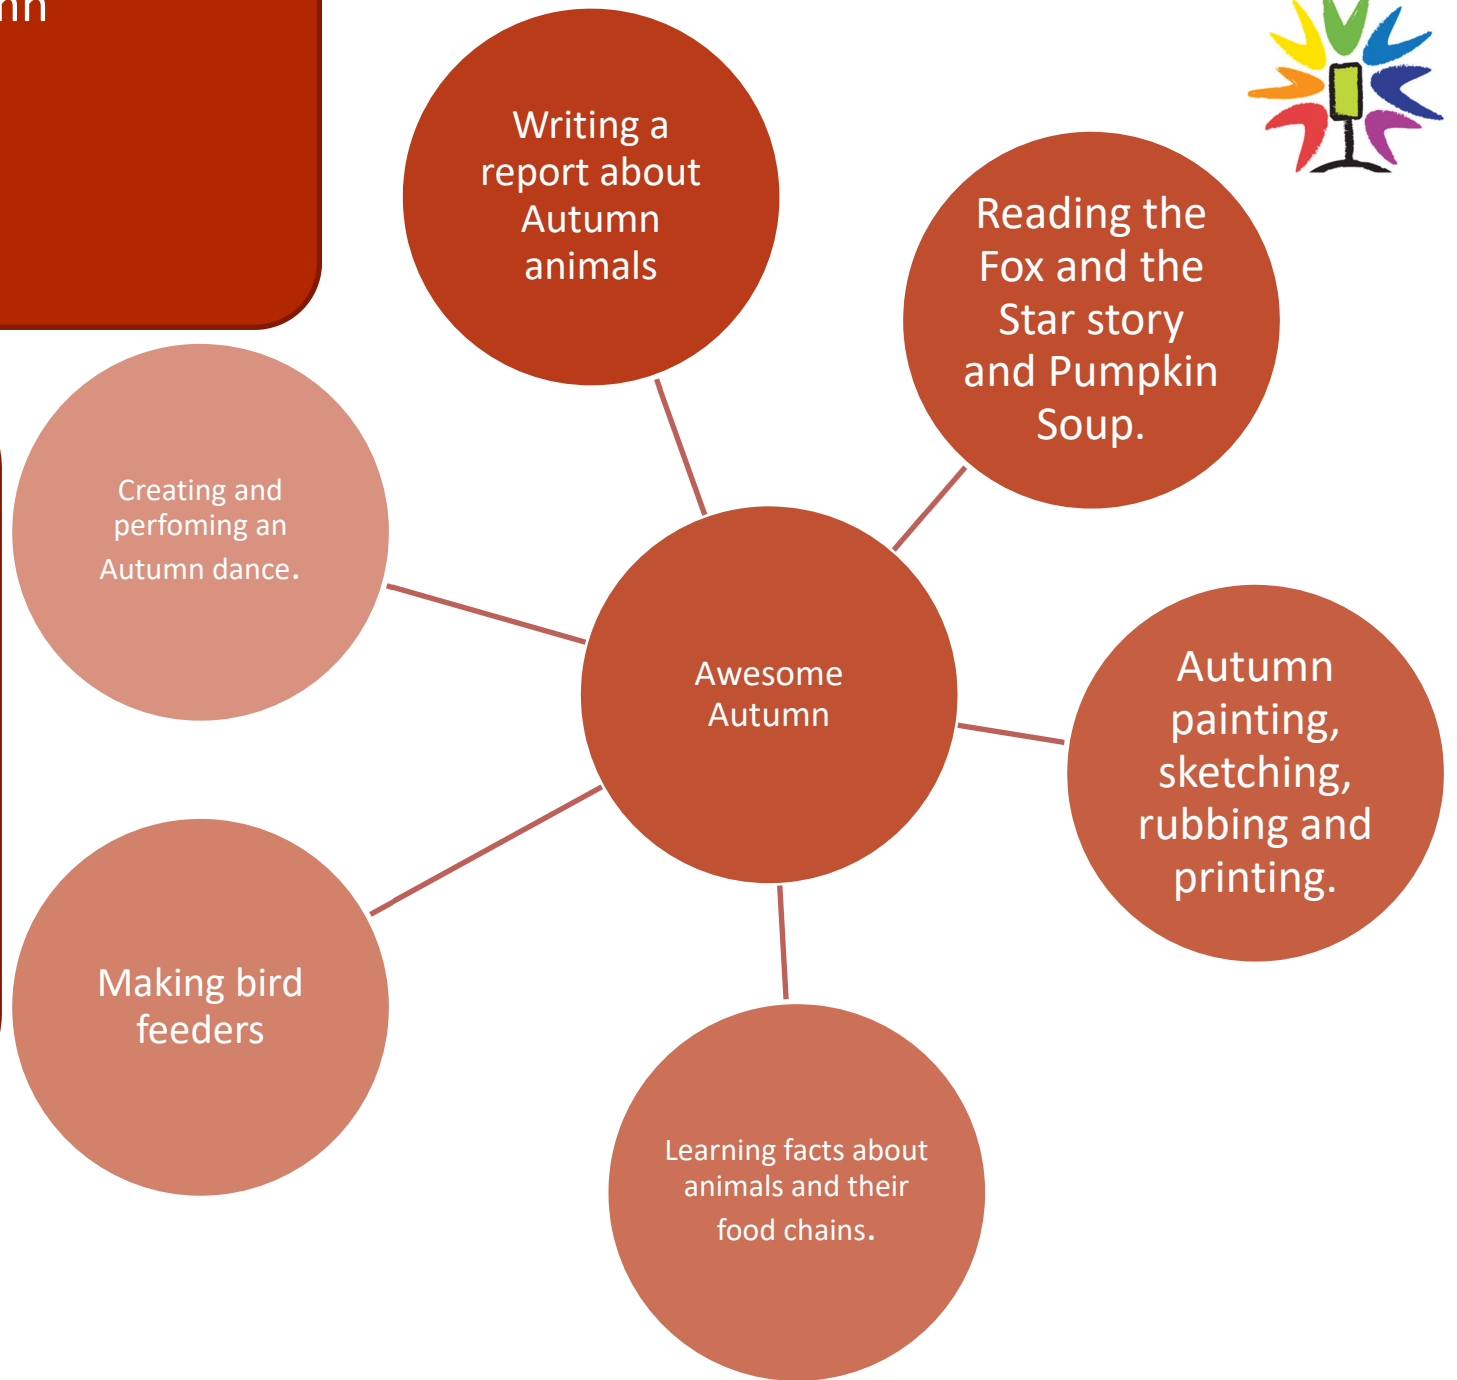 Writing a
report about
Autumn
animals
Reading the
Fox and the
Star story
and Pumpkin
Soup.
Creating and
perfoming an
Autumn dance.
Awesome
Autumn
Autumn
painting,
sketching,
rubbing and
printing.
Making bird
feeders
Learning facts about
animals and their
food chains.